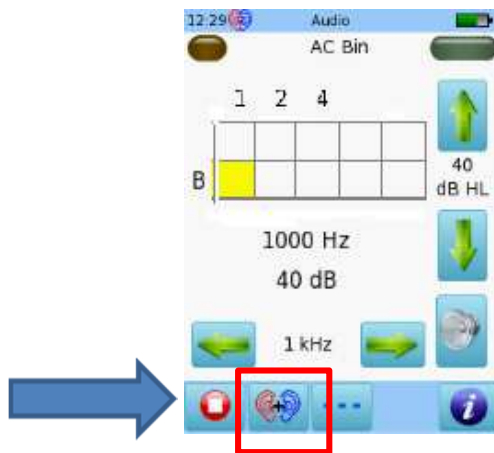 12:29 Audio
AC Bin
1 2 4
B
40
dB HL
1000 Hz
40 dB
1 kHz
---
i